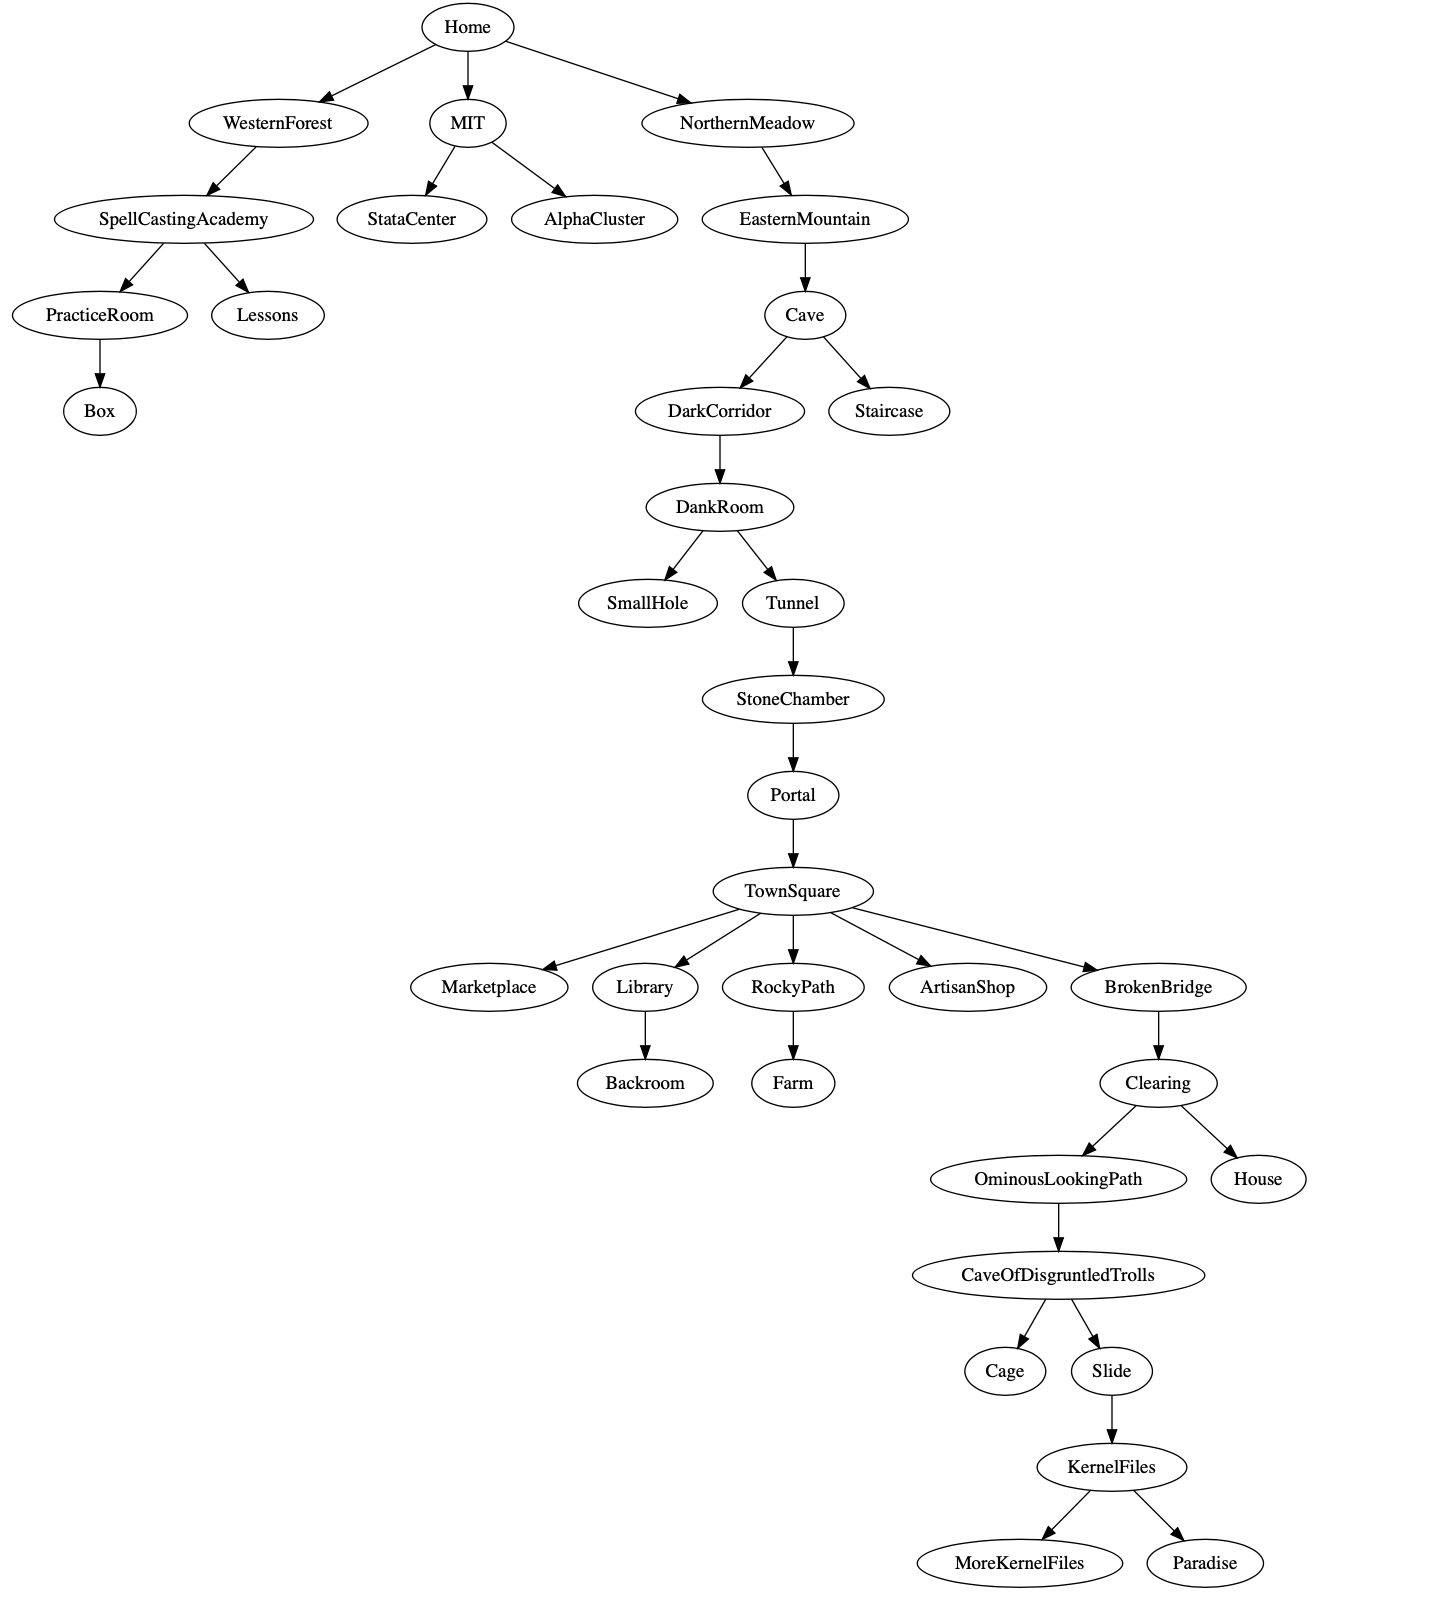 Home
WesternForest
MIT
NorthernMeadow
SpellCastingAcademy
StataCenter
AlphaCluster
EasternMountain
PracticeRoom
Lessons
Cave
Box
DarkCorridor
Staircase
DankRoom
SmallHole
Tunnel
StoneChamber
Portal
TownSquare
Marketplace
Library
RockyPath
ArtisanShop
BrokenBridge
Backroom
Farm
Clearing
OminousLookingPath
House
CaveOfDisgruntledTrolls
Cage
Slide
KernelFiles
MoreKernelFiles
Paradise